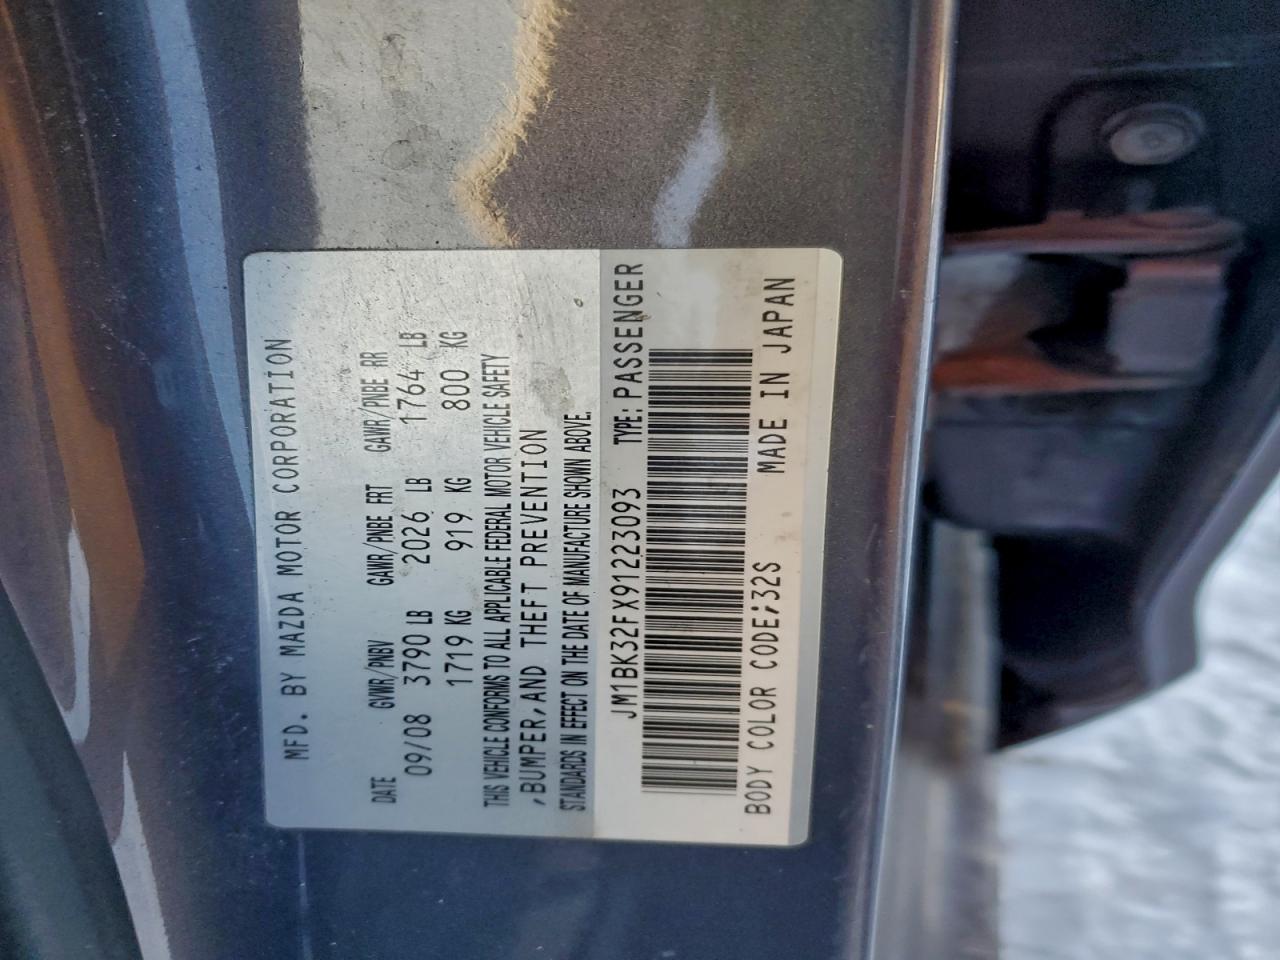 MFD. BY MAZDA MOTOR CORPORATION
DATE GVWR/PNBV GAWR/PNBE FRT GAWR/PNBE RR
09/08 3790 LB 2026 LB 1764 LB
1719 KG 919 KG 800 KG
THIS VEHICLE CONFORMS TO ALL APPLICABLE FEDERAL MOTOR VEHICLE SAFETY
,BUMPER,AND THEFT PREVENTION
STANDARDS IN EFFECT ON THE DATE OF MANUFACTURE SHOWN ABOVE.
JM1BK32FX91223093 TYPE: PASSENGER
BODY COLOR CODE;32S MADE IN JAPAN